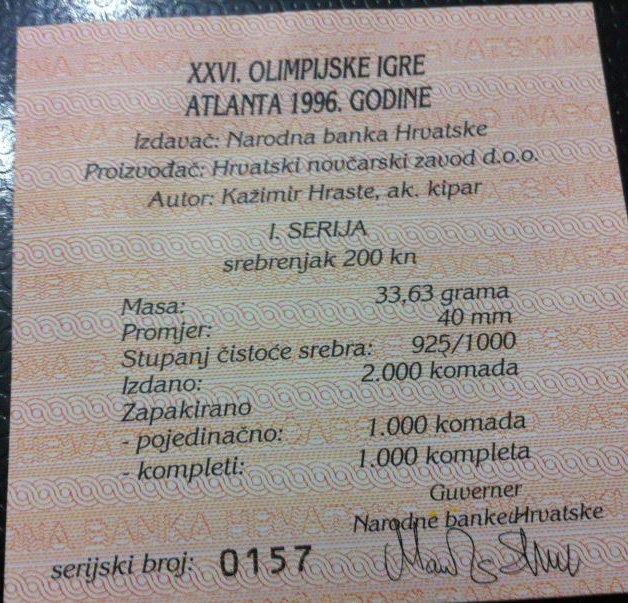 XXVI. OLIMPIJSKE IGRE
ATLANTA 1996. GODINE
Izdavač: Narodna banka Hrvatske
Proizvođač: Hrvatski novčarski zavod d.o.o.
Autor: Kažimir Hraste, ak. kipar
I. SERIJA
srebrenjak 200 kn
Masa: 33,63 grama
Promjer: 40 mm
Stupanj čistoće srebra: 925/1000
Izdano: 2.000 komada
Zapakirano
- pojedinačno: 1.000 komada
- kompleti: 1.000 kompleta
Guverner
Narodne banke Hrvatske
serijski broj: 0157